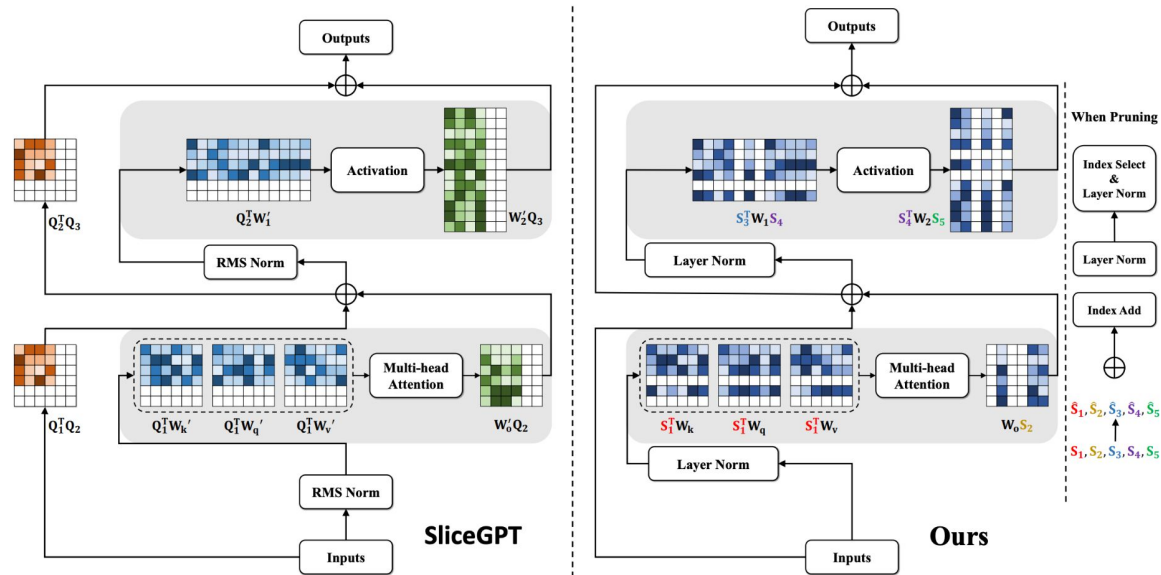 Outputs
Q₂ᵀQ₃
Q₂ᵀW₁′
Activation
W₂′Q₃
RMS Norm
Q₁ᵀQ₂
Q₁ᵀWₖ′
Q₁ᵀW_q′
Q₁ᵀWᵥ′
Multi-head
Attention
Wₒ′Q₂
RMS Norm
Inputs
SliceGPT
Outputs
S₃ᵀW₁S₄
Activation
S₄ᵀW₂S₅
Layer Norm
S₁ᵀWₖ
S₁ᵀW_q
S₁ᵀWᵥ
Multi-head
Attention
WₒS₂
Layer Norm
Inputs
Ours
When Pruning
Index Select
&
Layer Norm
Layer Norm
Index Add
Ŝ₁, Ŝ₂, Ŝ₃, Ŝ₄, Ŝ₅
S₁, S₂, S₃, S₄, S₅